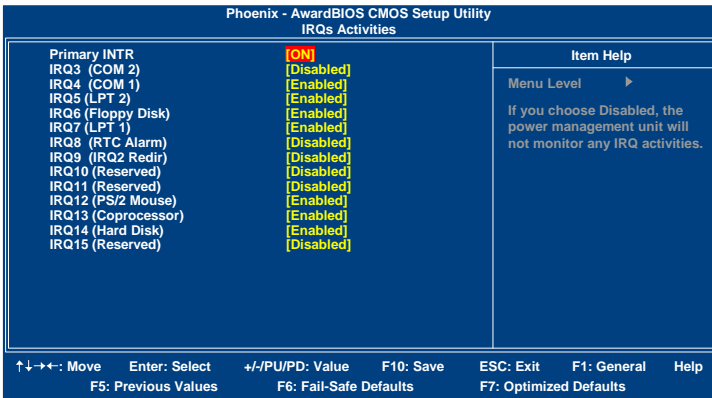 Phoenix - AwardBIOS CMOS Setup Utility
IRQs Activities
Primary INTR [ON]
IRQ3 (COM 2) [Disabled]
IRQ4 (COM 1) [Enabled]
IRQ5 (LPT 2) [Enabled]
IRQ6 (Floppy Disk) [Enabled]
IRQ7 (LPT 1) [Enabled]
IRQ8 (RTC Alarm) [Disabled]
IRQ9 (IRQ2 Redir) [Disabled]
IRQ10 (Reserved) [Disabled]
IRQ11 (Reserved) [Disabled]
IRQ12 (PS/2 Mouse) [Enabled]
IRQ13 (Coprocessor) [Enabled]
IRQ14 (Hard Disk) [Enabled]
IRQ15 (Reserved) [Disabled]
Item Help
Menu Level
If you choose Disabled, the
power management unit will
not monitor any IRQ activities.
↑↓→←: Move Enter: Select +/-/PU/PD: Value F10: Save ESC: Exit F1: General Help
F5: Previous Values F6: Fail-Safe Defaults F7: Optimized Defaults